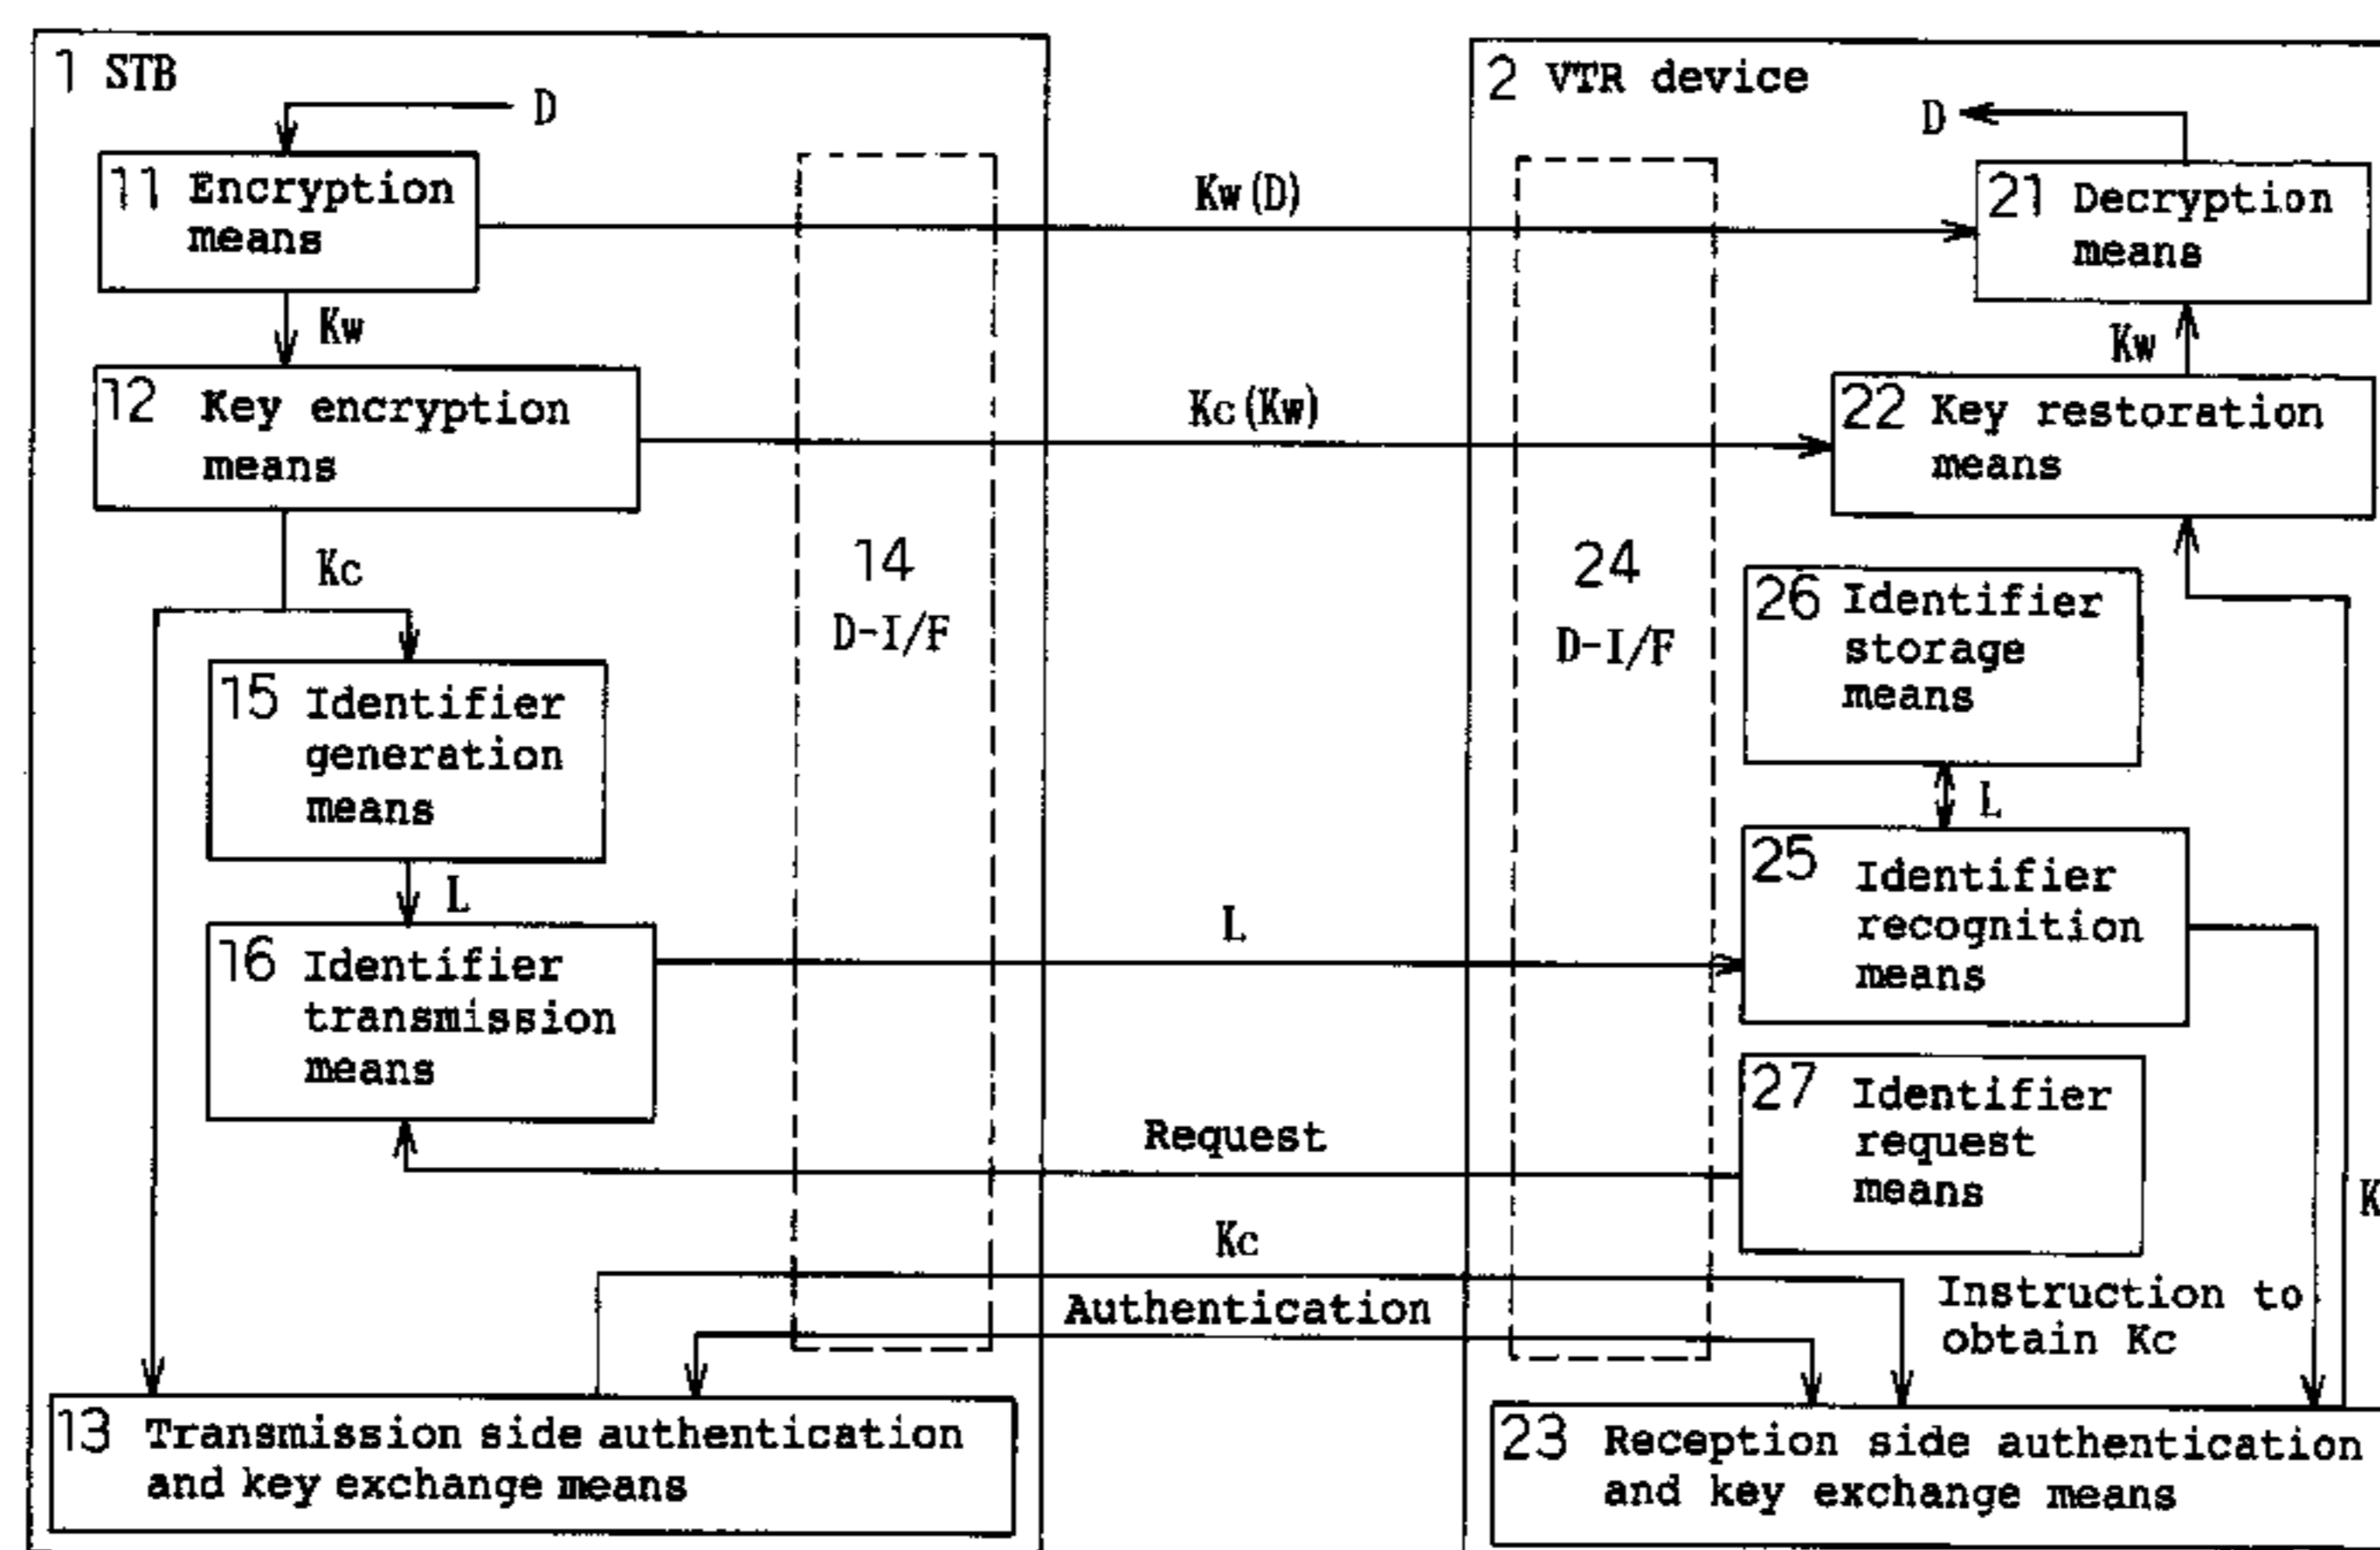 1 STB
D
11 Encryption
means
Kw
12 Key encryption
means
Kc
15 Identifier
generation
means
L
16 Identifier
transmission
means
13 Transmission side authentication
and key exchange means
14
D-I/F
Kw(D)
Kc(Kw)
L
Request
Kc
Authentication
2 VTR device
D
21 Decryption
means
Kw
22 Key restoration
means
24
D-I/F
26 Identifier
storage
means
L
25 Identifier
recognition
means
27 Identifier
request
means
K
Instruction to
obtain Kc
23 Reception side authentication
and key exchange means